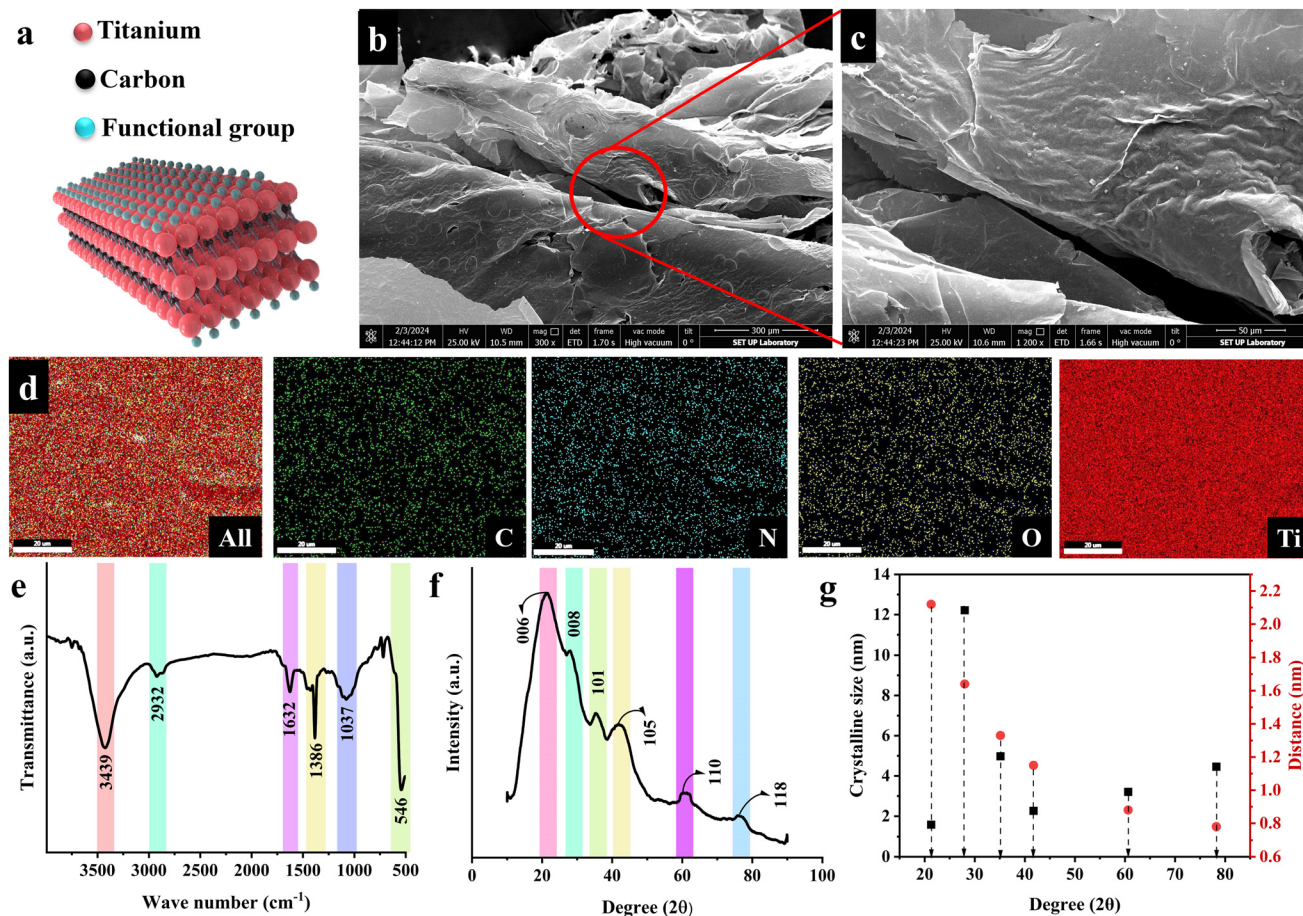 a
Titanium
Carbon
Functional group
b
2/3/2024 HV WD mag □ det frame vac mode tilt 300 µm
12:44:12 PM 25.00 kV 10.5 mm 300 x ETD 1.70 s High vacuum 0 ° SET UP Laboratory
c
2/3/2024 HV WD mag □ det frame vac mode tilt 50 µm
12:44:23 PM 25.00 kV 10.6 mm 1 200 x ETD 1.66 s High vacuum 0 ° SET UP Laboratory
d
20 um
All
20 um
C
20 um
N
20 um
O
20 um
Ti
e
Transmittance (a.u.)
3439
2932
1632
1386
1037
546
3500 3000 2500 2000 1500 1000 500
Wave number (cm⁻¹)
f
Intensity (a.u.)
006
008
101
105
110
118
0 20 40 60 80 100
Degree (2θ)
g
Crystalline size (nm)
14
12
10
8
6
4
2
0
20 30 40 50 60 70 80
Degree (2θ)
2.2
2.0
1.8
1.6
1.4
1.2
1.0
0.8
0.6
Distance (nm)